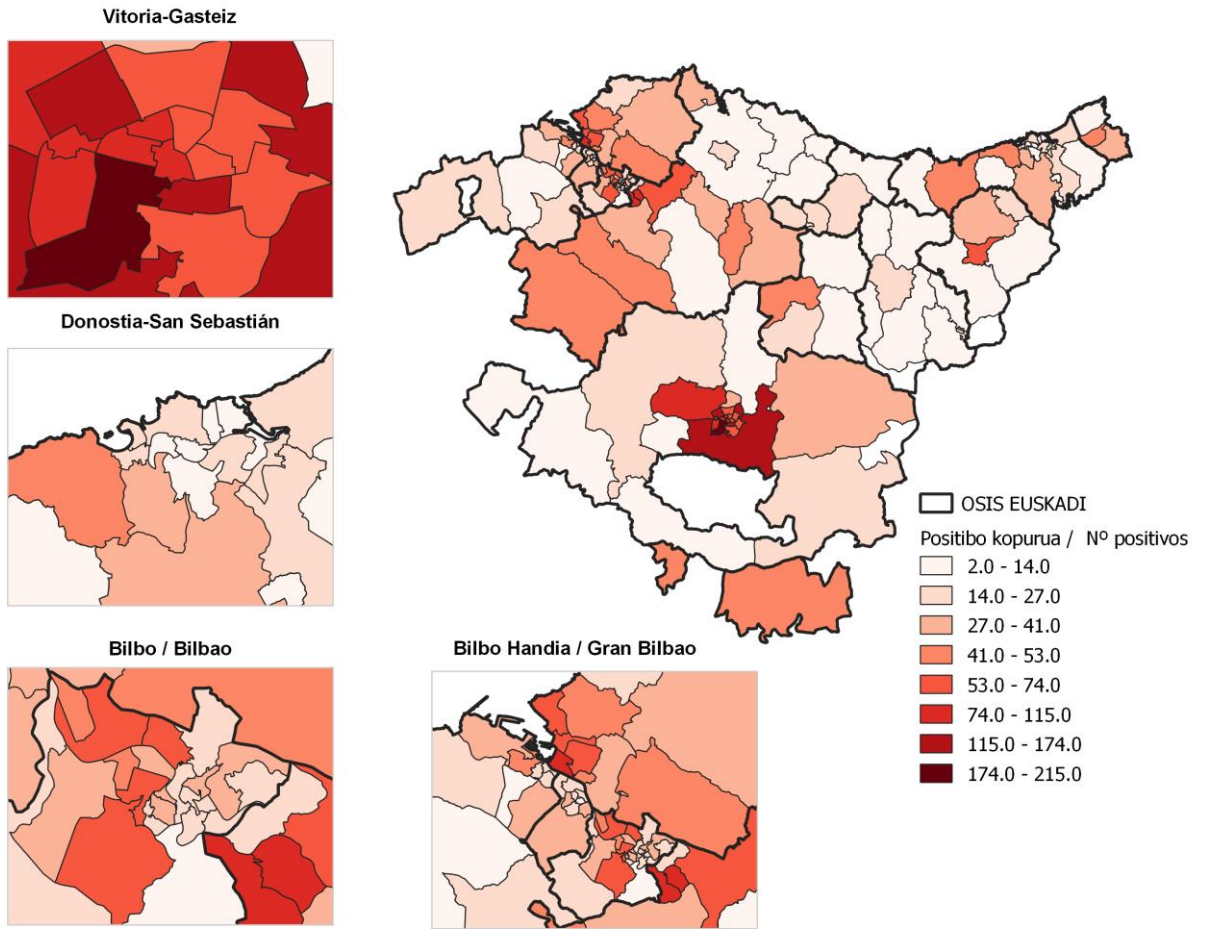 Vitoria-Gasteiz
Donostia-San Sebastián
Bilbo / Bilbao
Bilbo Handia / Gran Bilbao
OSIS EUSKADI
Positibo kopurua / Nº positivos
2.0 - 14.0
14.0 - 27.0
27.0 - 41.0
41.0 - 53.0
53.0 - 74.0
74.0 - 115.0
115.0 - 174.0
174.0 - 215.0